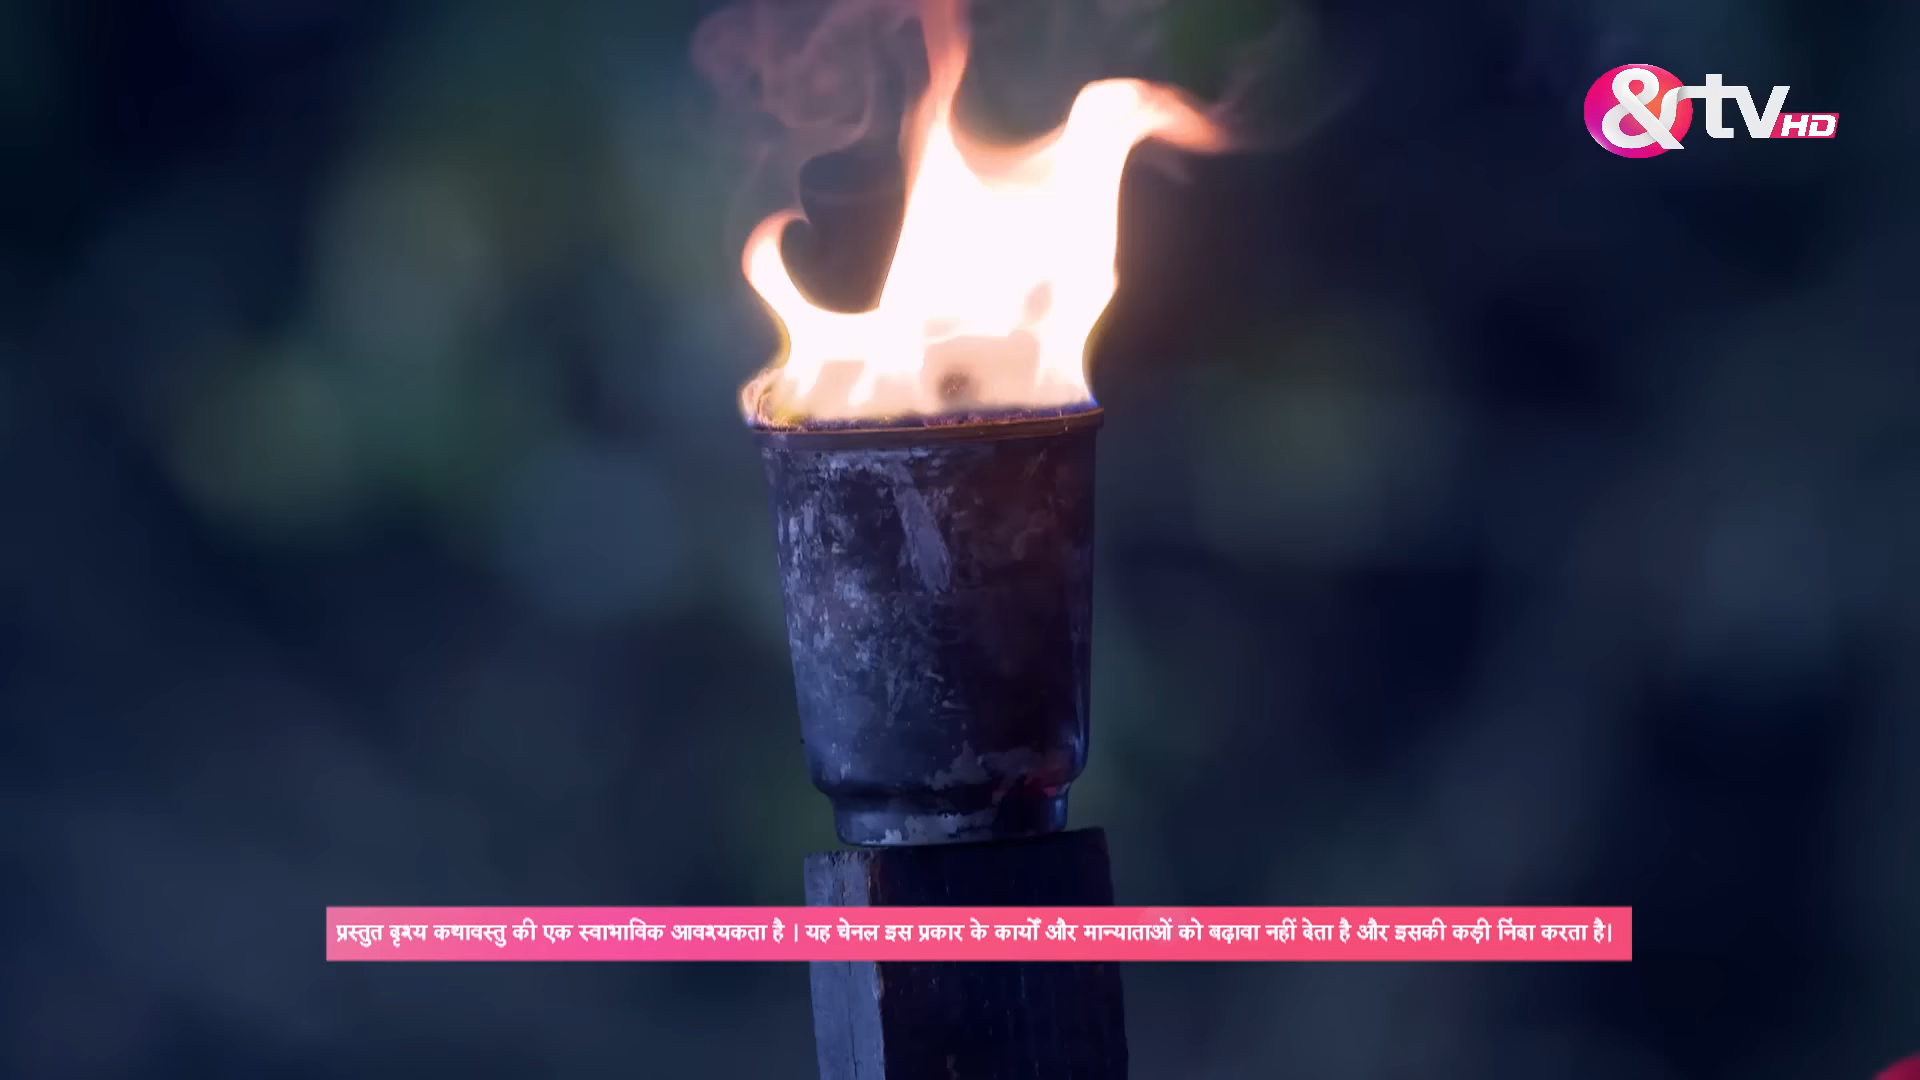 &tv HD
प्रस्तुत दृश्य कथावस्तु की एक स्वाभाविक आवश्यकता है | यह चेनल इस प्रकार के कार्यों और मान्याताओं को बढ़ावा नहीं देता है और इसकी कड़ी निंदा करता है।